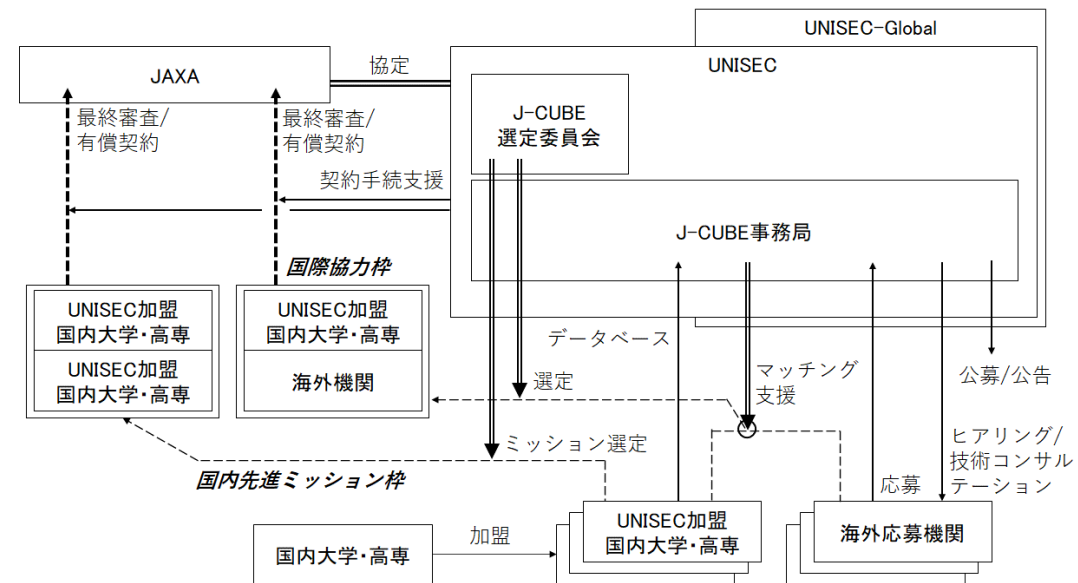 UNISEC-Global
UNISEC
JAXA
協定
J-CUBE
選定委員会
最終審査/
有償契約
最終審査/
有償契約
契約手続支援
J-CUBE事務局
国際協力枠
UNISEC加盟
国内大学・高専
UNISEC加盟
国内大学・高専
UNISEC加盟
国内大学・高専
海外機関
データベース
選定
マッチング
支援
公募/公告
ミッション選定
ヒアリング/
技術コンサル
テーション
国内先進ミッション枠
応募
UNISEC加盟
国内大学・高専
海外応募機関
国内大学・高専
加盟